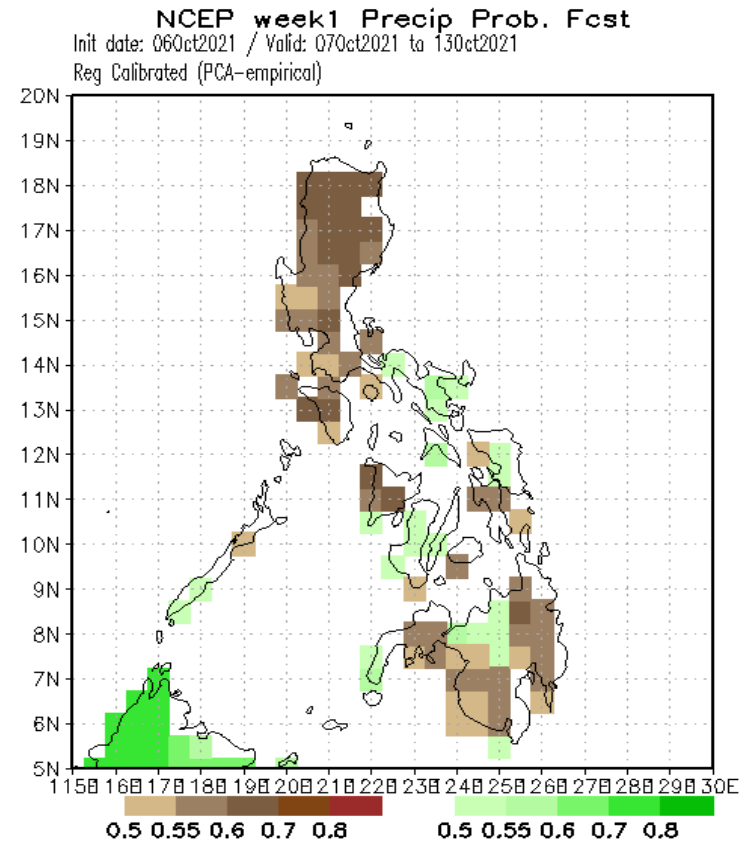 NCEP week1 Precip Prob. Fcst
Init date: 06Oct2021 / Valid: 07Oct2021 to 13Oct2021
Reg Calibrated (PCA-empirical)
20N
19N
18N
17N
16N
15N
14N
13N
12N
11N
10N
9N
8N
7N
6N
5N
115E 116E 117E 118E 119E 120E 121E 122E 123E 124E 125E 126E 127E 128E 129E 130E
0.5 0.55 0.6 0.7 0.8 0.5 0.55 0.6 0.7 0.8